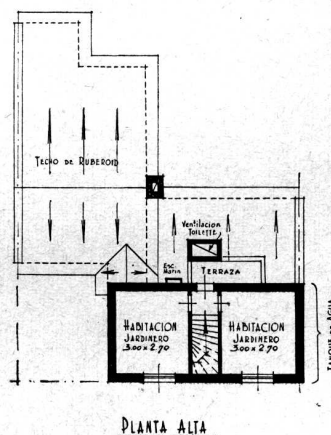 TECHO DE RUBEROID
Ventilacion
TOILETTE
Esc.
Marin
TERRAZA
HABITACION
JARDINERO
3.00 x 2.70
HABITACION
JARDINERO
3.00 x 2.70
TANQUE DE AGUA
PLANTA ALTA